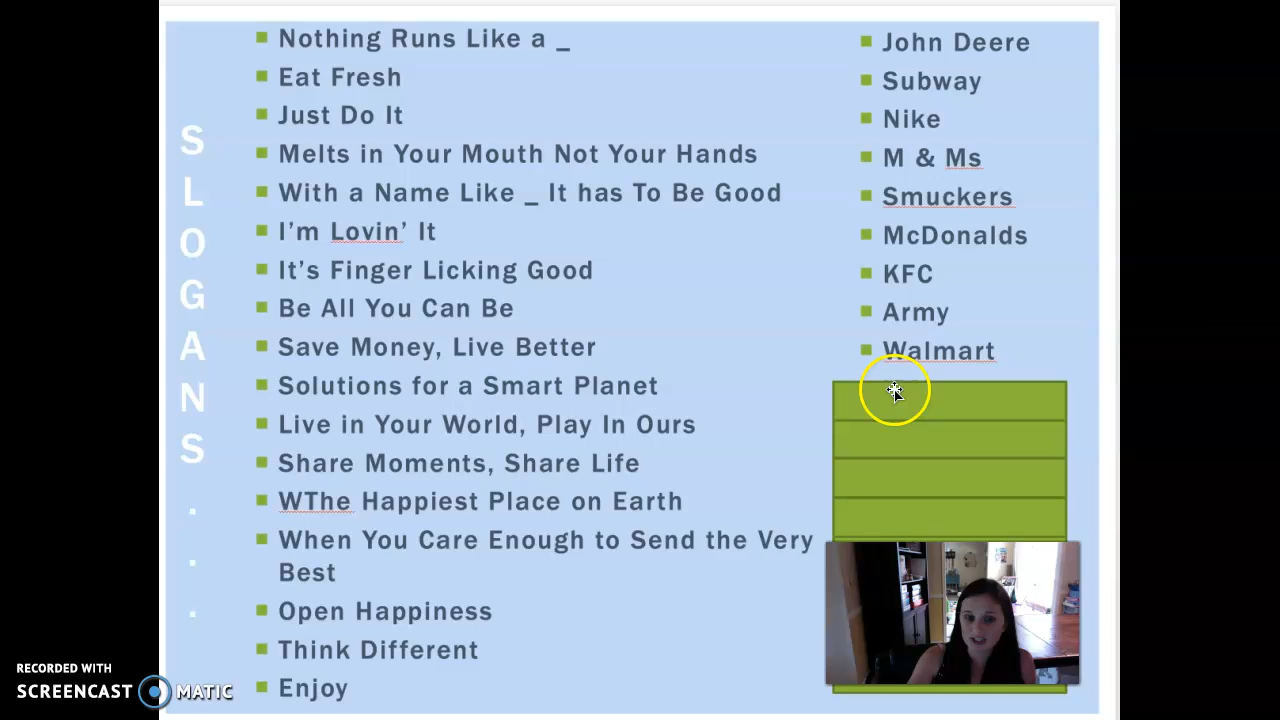 SLOGANS...
Nothing Runs Like a _
Eat Fresh
Just Do It
Melts in Your Mouth Not Your Hands
With a Name Like _ It has To Be Good
I’m Lovin’ It
It’s Finger Licking Good
Be All You Can Be
Save Money, Live Better
Solutions for a Smart Planet
Live in Your World, Play In Ours
Share Moments, Share Life
WThe Happiest Place on Earth
When You Care Enough to Send the Very
Best
Open Happiness
Think Different
Enjoy
John Deere
Subway
Nike
M & Ms
Smuckers
McDonalds
KFC
Army
Walmart
RECORDED WITH
SCREENCAST MATIC